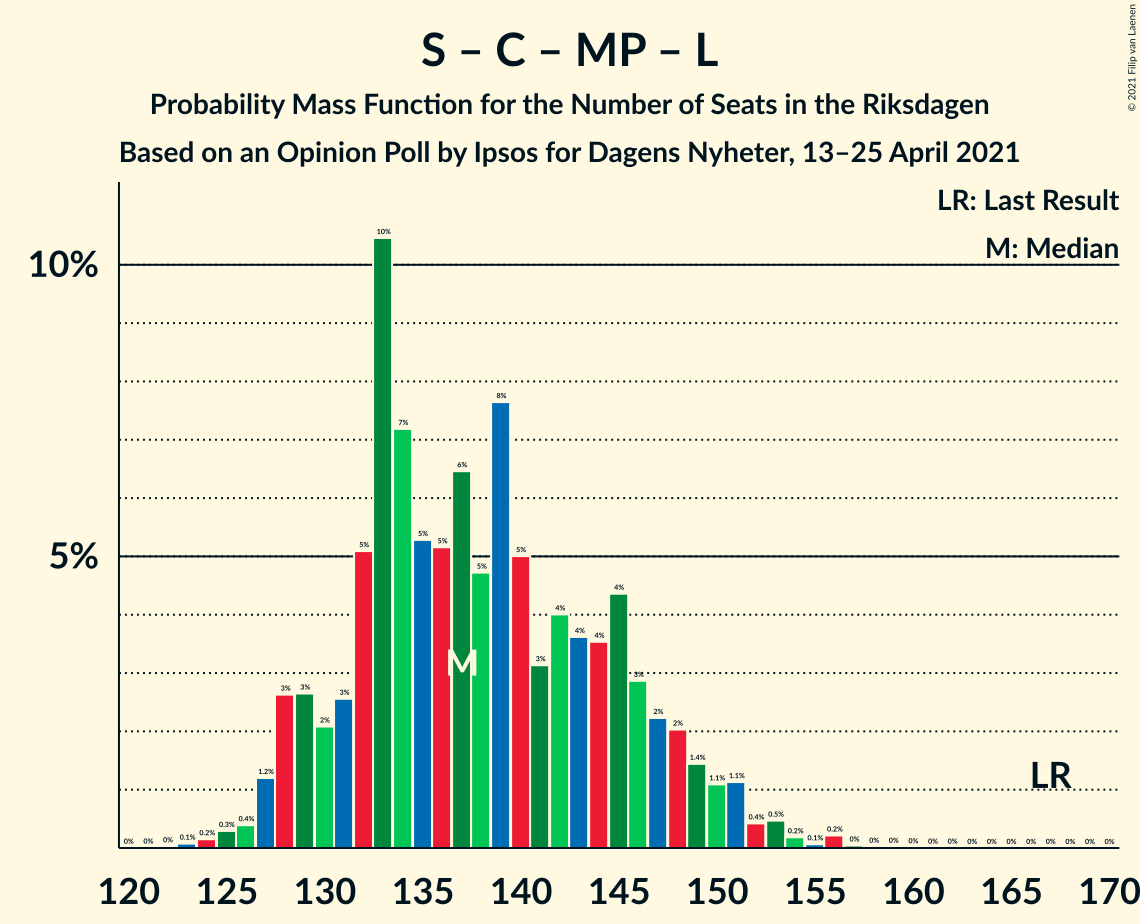 S – C – MP – L
Probability Mass Function for the Number of Seats in the Riksdagen
Based on an Opinion Poll by Ipsos for Dagens Nyheter, 13–25 April 2021
© 2021 Filip van Laenen
LR: Last Result
M: Median
10%
5%
0% 0% 0% 0.1% 0.2% 0.3% 0.4% 1.2% 3% 3% 2% 3% 5% 10% 7% 5% 5% 6% 5% 8% 5% 3% 4% 4% 4% 4% 3% 2% 2% 1.4% 1.1% 1.1% 0.4% 0.5% 0.2% 0.1% 0.2% 0% 0% 0% 0% 0% 0% 0% 0% 0% 0% 0% 0% 0% 0%
M
LR
120 125 130 135 140 145 150 155 160 165 170